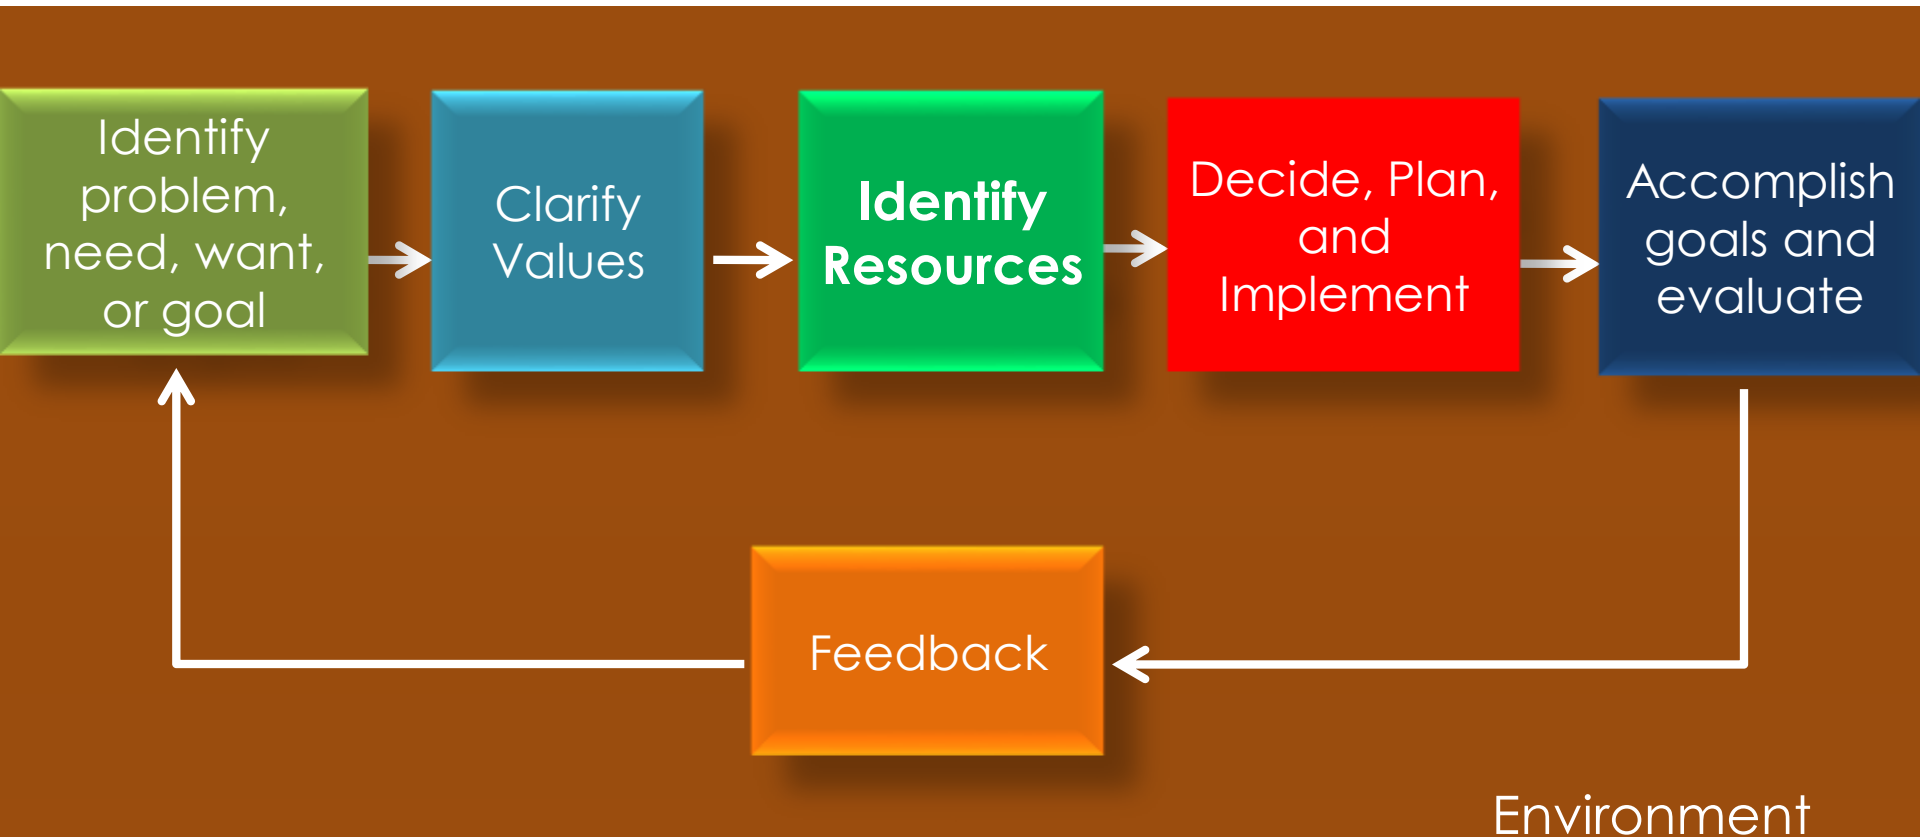 Identify
problem,
need, want,
or goal
Clarify
Values
Identify
Resources
Decide, Plan,
and
Implement
Accomplish
goals and
evaluate
Feedback
Environment